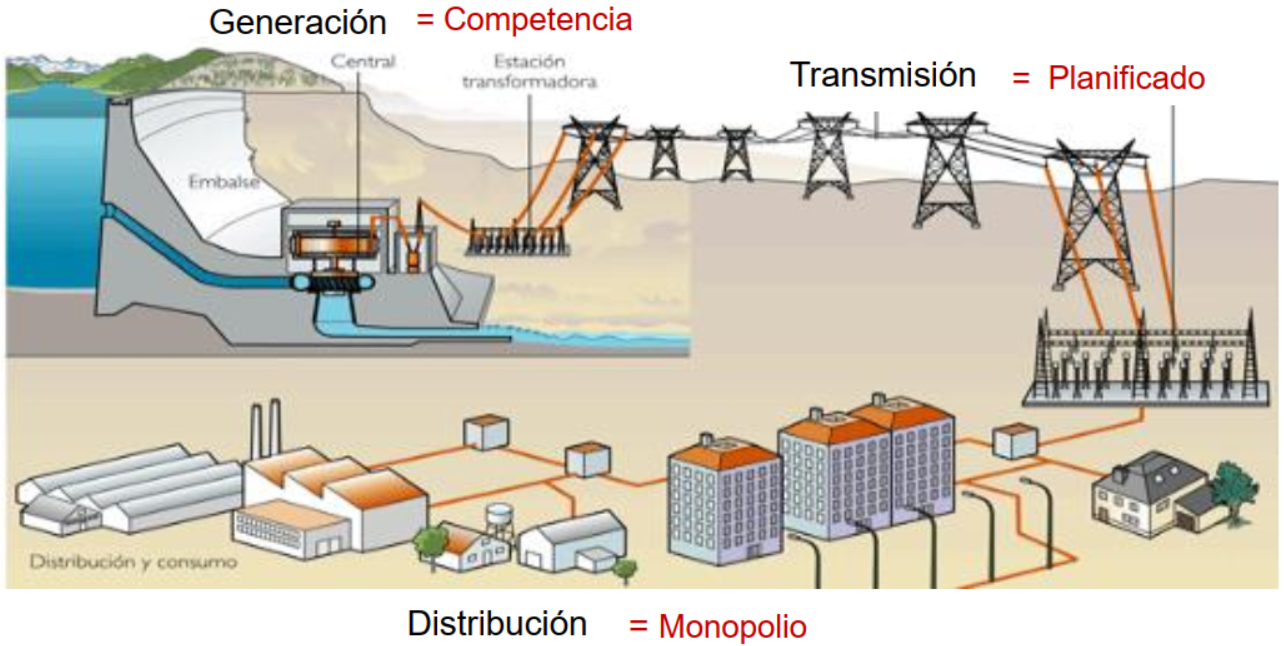 Generación = Competencia
Central
Estación
transformadora
Transmisión = Planificado
Embalse
Distribución y consumo
Distribución = Monopolio